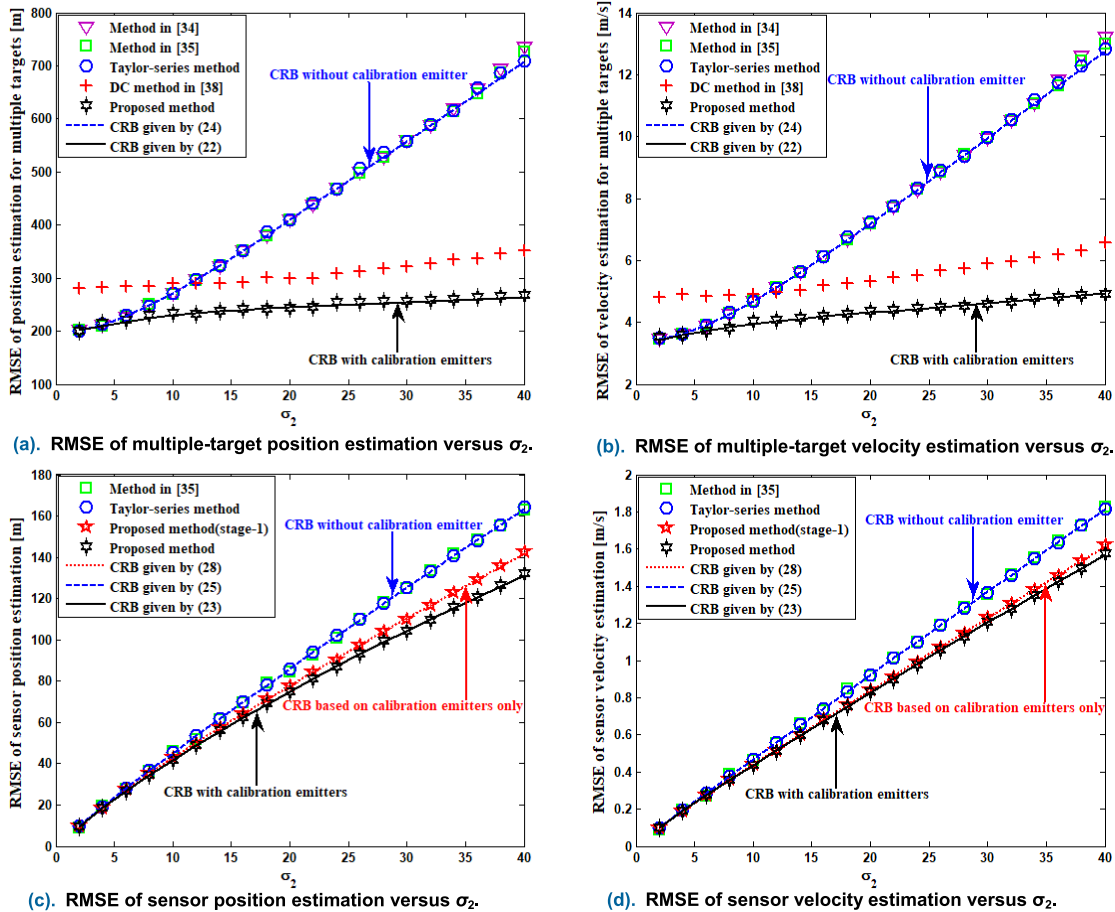 RMSE of position estimation for multiple targets [m]
800
700
600
500
400
300
200
100
0 5 10 15 20 25 30 35 40
σ2
Method in [34]
Method in [35]
Taylor-series method
DC method in [38]
Proposed method
CRB given by (24)
CRB given by (22)
CRB without calibration emitter
CRB with calibration emitters
(a). RMSE of multiple-target position estimation versus σ2.
RMSE of velocity estimation for multiple targets [m/s]
14
12
10
8
6
4
2
0 5 10 15 20 25 30 35 40
σ2
Method in [34]
Method in [35]
Taylor-series method
DC method in [38]
Proposed method
CRB given by (24)
CRB given by (22)
CRB without calibration emitter
CRB with calibration emitters
(b). RMSE of multiple-target velocity estimation versus σ2.
RMSE of sensor position estimation [m]
180
160
140
120
100
80
60
40
20
0
0 5 10 15 20 25 30 35 40
σ2
Method in [35]
Taylor-series method
Proposed method(stage-1)
Proposed method
CRB given by (28)
CRB given by (25)
CRB given by (23)
CRB without calibration emitter
CRB based on calibration emitters only
CRB with calibration emitters
(c). RMSE of sensor position estimation versus σ2.
RMSE of sensor velocity estimation [m/s]
2
1.8
1.6
1.4
1.2
1
0.8
0.6
0.4
0.2
0
0 5 10 15 20 25 30 35 40
σ2
Method in [35]
Taylor-series method
Proposed method(stage-1)
Proposed method
CRB given by (28)
CRB given by (25)
CRB given by (23)
CRB without calibration emitter
CRB based on calibration emitters only
CRB with calibration emitters
(d). RMSE of sensor velocity estimation versus σ2.